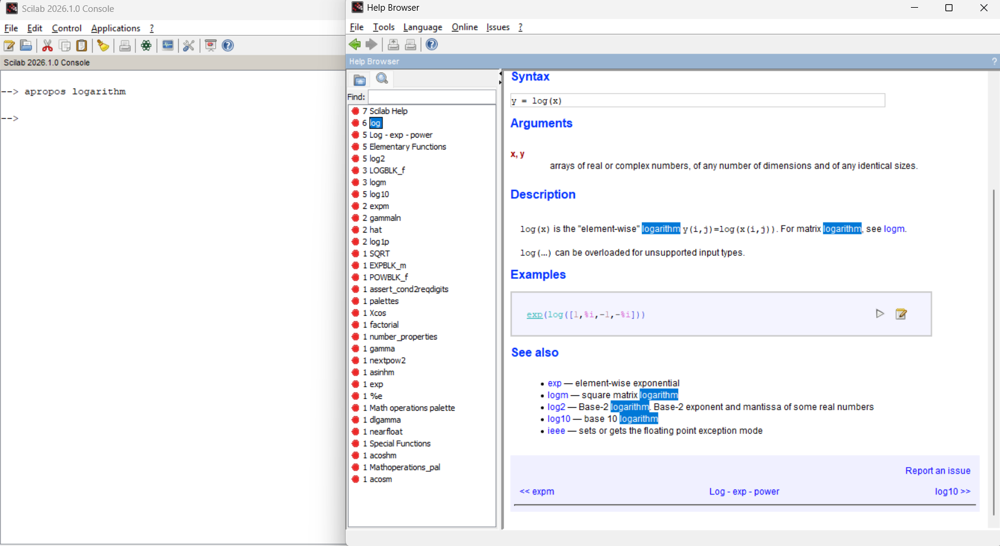 Scilab 2026.1.0 Console
File Edit Control Applications ?
Scilab 2026.1.0 Console
--> apropos logarithm
-->
Help Browser
File Tools Language Online Issues ?
Help Browser ?
Find:
7 Scilab Help
6 log
5 Log - exp - power
5 Elementary Functions
5 log2
3 LOGBLK_f
3 logm
5 log10
2 expm
2 gammaln
2 hat
2 log1p
1 SQRT
1 EXPBLK_m
1 POWBLK_f
1 assert_cond2reqdigits
1 palettes
1 Xcos
1 factorial
1 number_properties
1 gamma
1 nextpow2
1 asinhm
1 exp
1 %e
1 Math operations palette
1 dlgamma
1 nearfloat
1 Special Functions
1 acoshm
1 Mathoperations_pal
1 acosm
Syntax
y = log(x)
Arguments
x, y
arrays of real or complex numbers, of any number of dimensions and of any identical sizes.
Description
log(x) is the "element-wise" logarithm y(i,j)=log(x(i,j)). For matrix logarithm, see logm.
log(…) can be overloaded for unsupported input types.
Examples
exp(log([1,%i,-1,-%i]))
See also
• exp — element-wise exponential
• logm — square matrix logarithm
• log2 — Base-2 logarithm. Base-2 exponent and mantissa of some real numbers
• log10 — base 10 logarithm
• ieee — sets or gets the floating point exception mode
Report an issue
<< expm Log - exp - power log10 >>